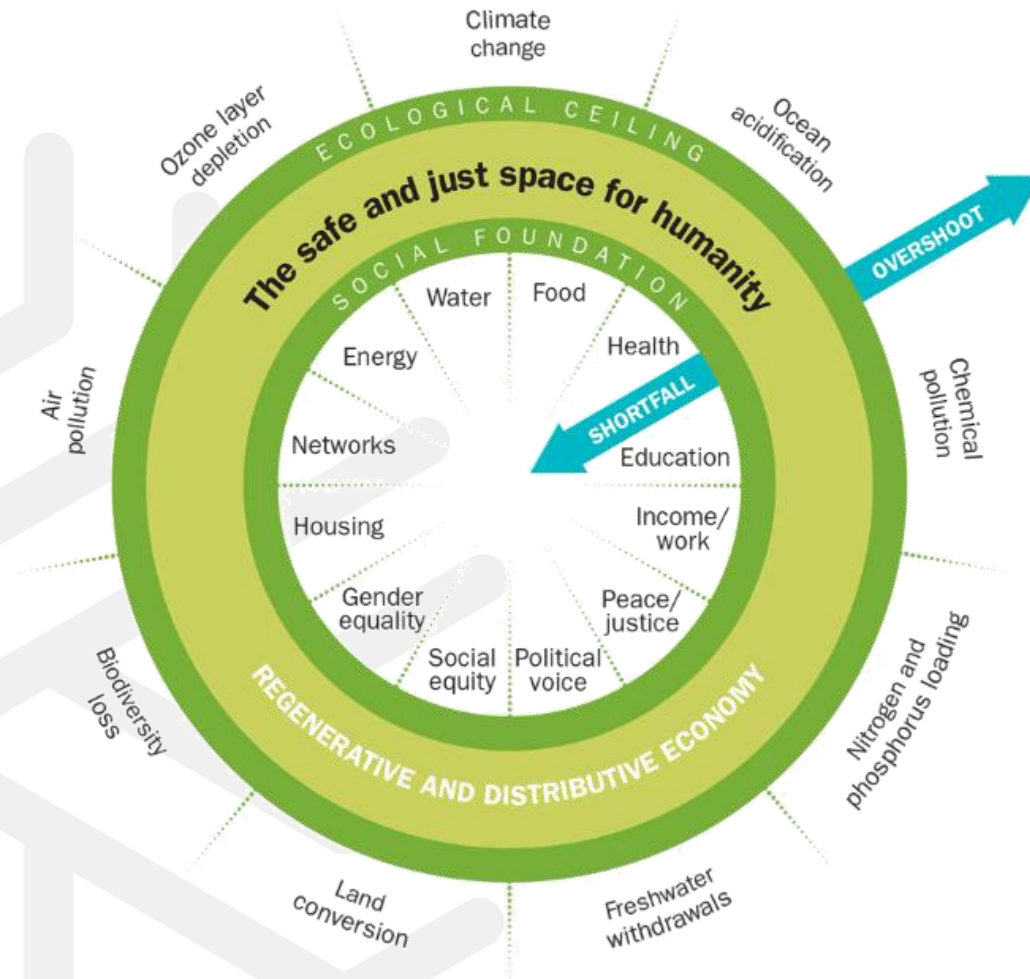 Climate
change
Ozone layer
depletion
Ocean
acidification
ECOLOGICAL CEILING
The safe and just space for humanity
OVERSHOOT
SOCIAL FOUNDATION
Water
Food
Energy
Health
SHORTFALL
Air
pollution
Chemical
pollution
Networks
Education
Housing
Income/
work
Gender
equality
Peace/
justice
Social
equity
Political
voice
Biodiversity
loss
Nitrogen and
phosphorus loading
REGENERATIVE AND DISTRIBUTIVE ECONOMY
Land
conversion
Freshwater
withdrawals